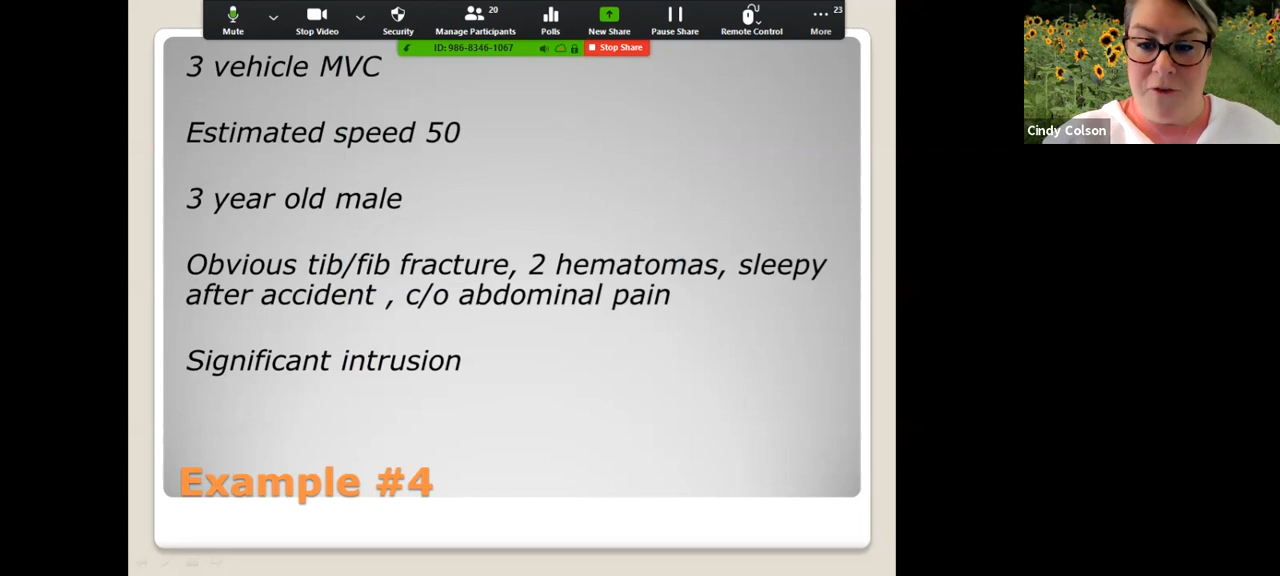 20
23
Mute
Stop Video
Security
Manage Participants
Polls
New Share
Pause Share
Remote Control
More
ID: 986-8346-1067
Stop Share
3 vehicle MVC
Estimated speed 50
3 year old male
Obvious tib/fib fracture, 2 hematomas, sleepy
after accident , c/o abdominal pain
Significant intrusion
Example #4
Cindy Colson